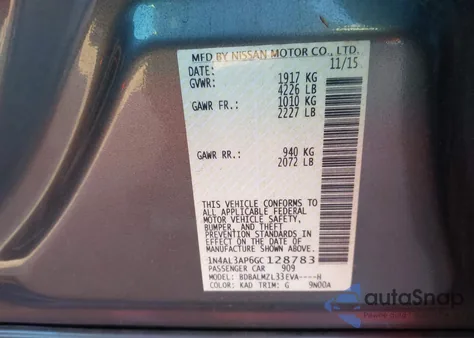 MFD BY NISSAN MOTOR CO., LTD.
DATE: 11/15
GVWR: 1917 KG
4226 LB
GAWR FR.: 1010 KG
2227 LB
GAWR RR.: 940 KG
2072 LB
THIS VEHICLE CONFORMS TO
ALL APPLICABLE FEDERAL
MOTOR VEHICLE SAFETY,
BUMPER, AND THEFT
PREVENTION STANDARDS IN
EFFECT ON THE DATE OF
MANUFACTURE SHOWN ABOVE.
1N4AL3AP6GC128783
PASSENGER CAR 909
MODEL: BDBALMZL33EVA----H
COLOR: KAD TRIM: G 9N00A
autaSnap